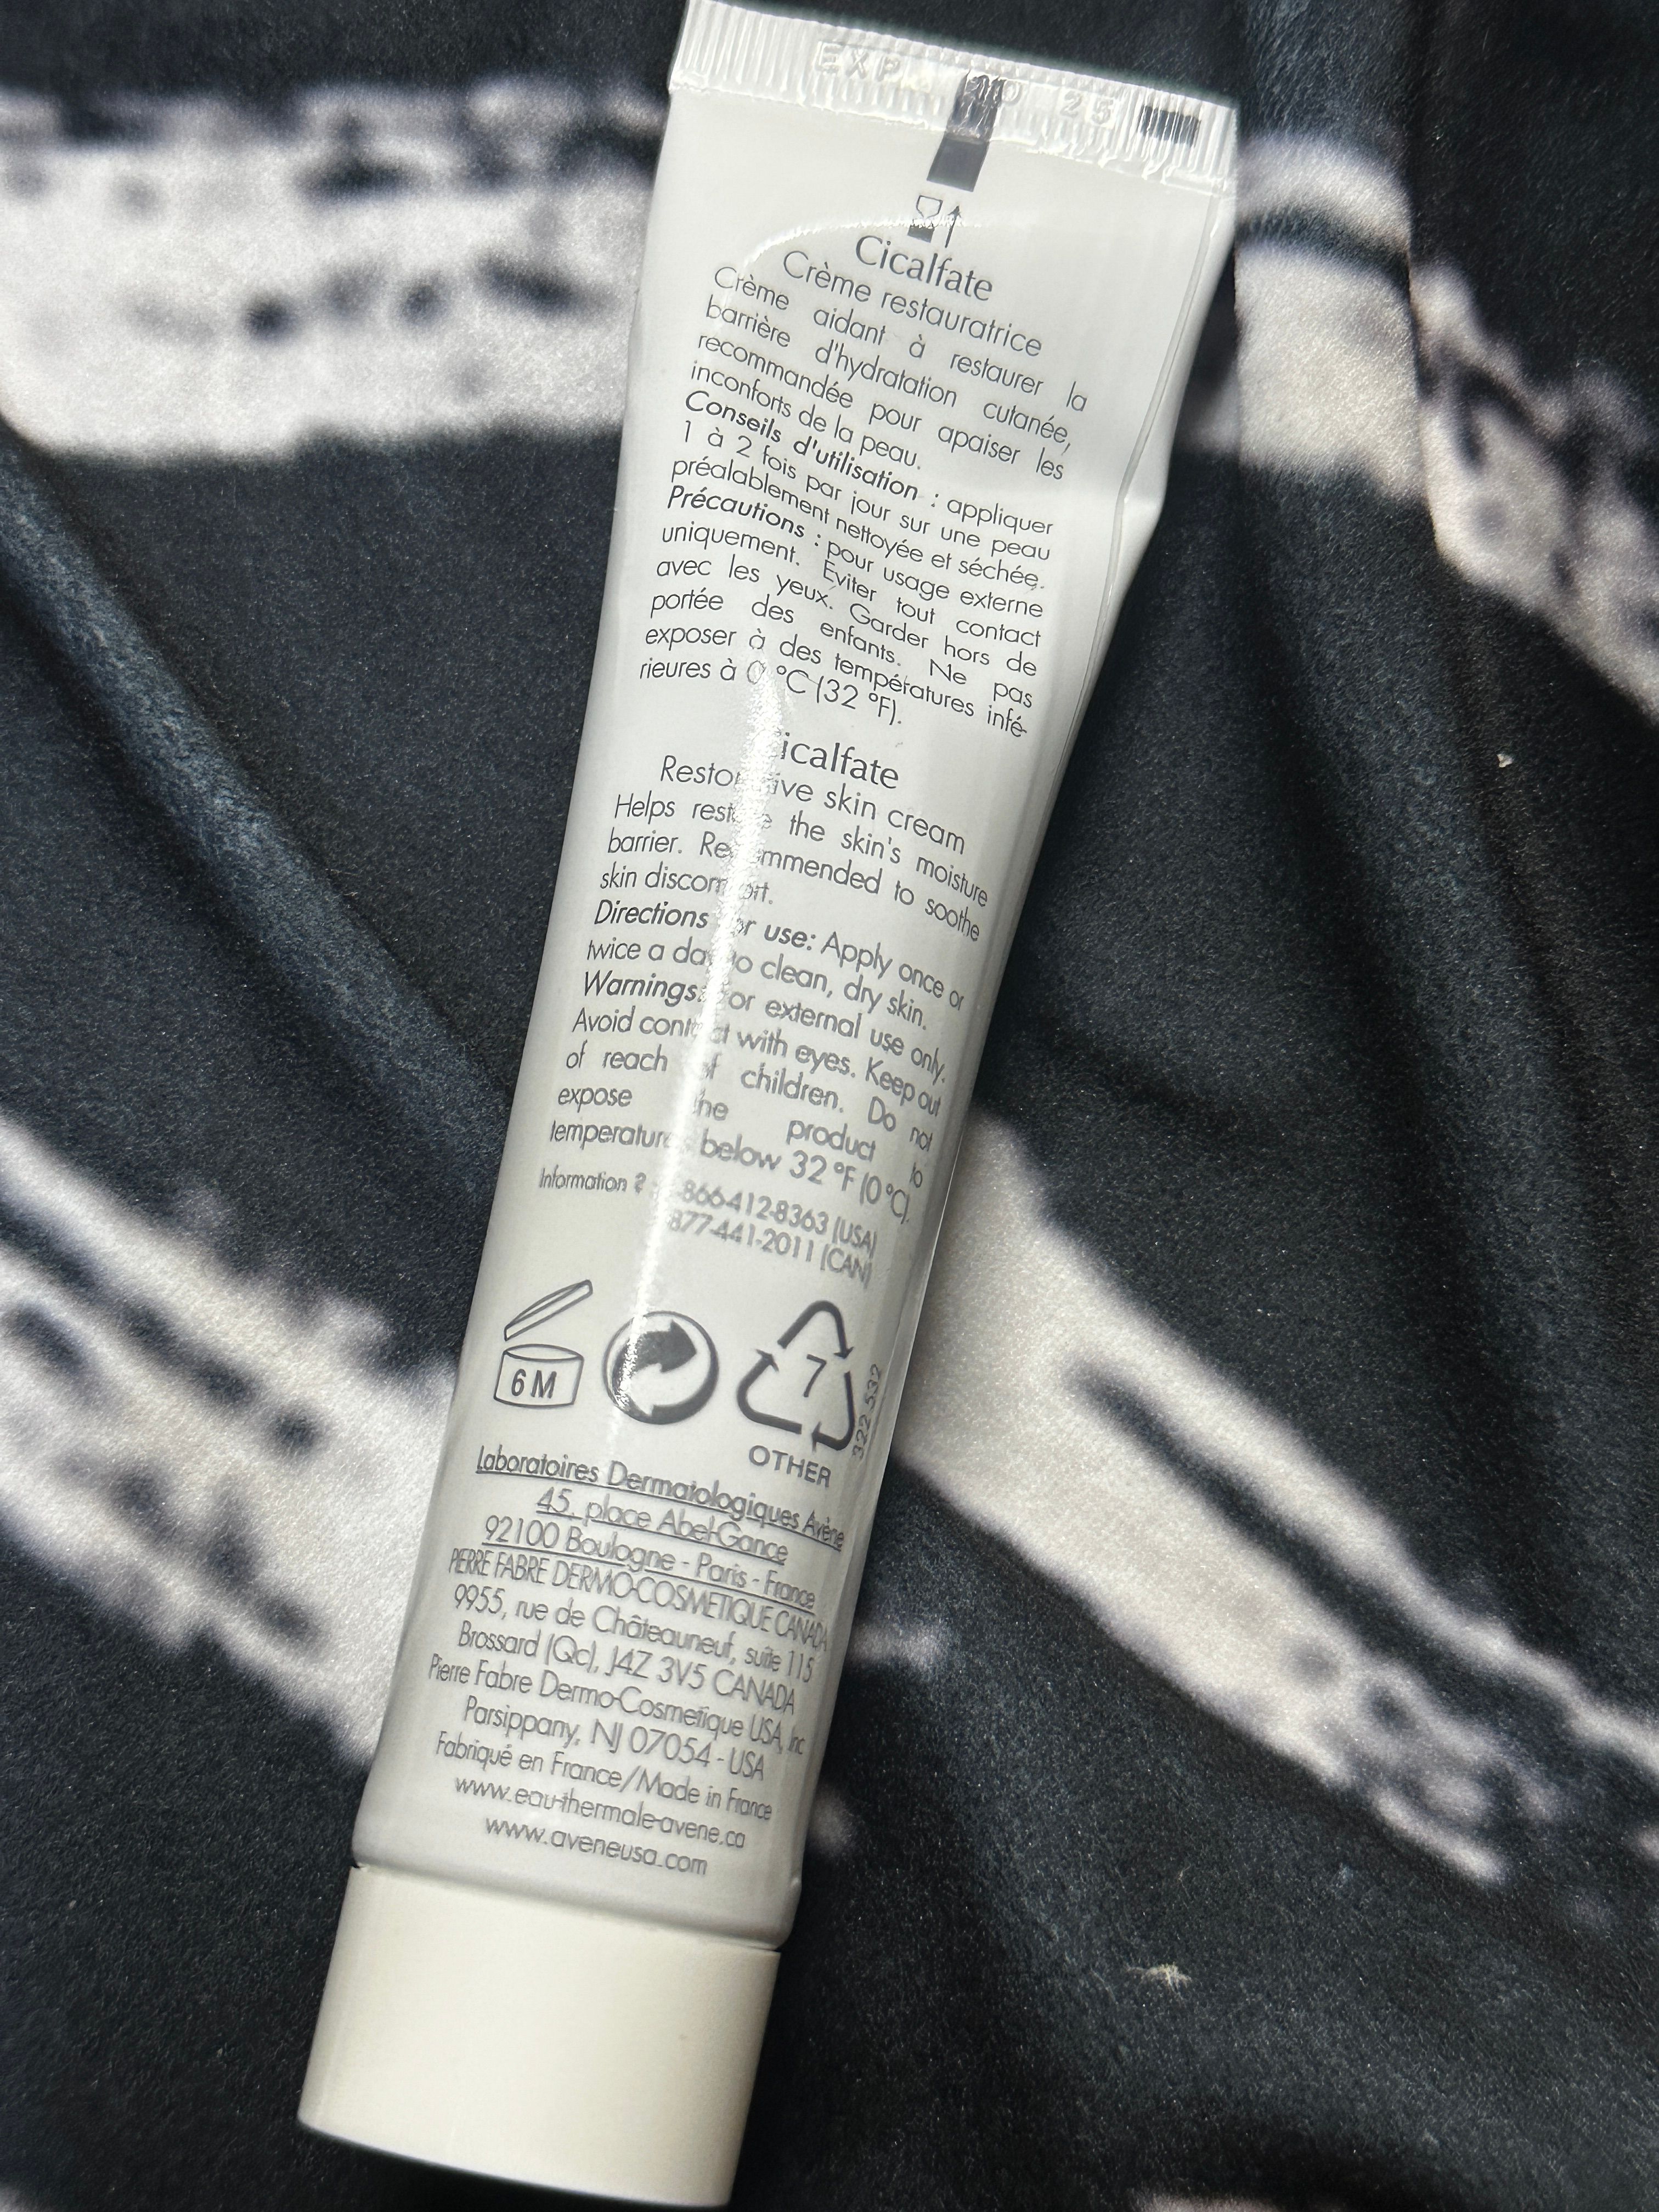 EXP. 10 25
Cicalfate
Crème restauratrice
Crème aidant à restaurer la
barrière d'hydratation cutanée,
recommandée pour apaiser les
inconforts de la peau.
Conseils d'utilisation : appliquer
1 à 2 fois par jour sur une peau
préalablement nettoyée et séchée.
Précautions : pour usage externe
uniquement. Éviter tout contact
avec les yeux. Garder hors de
portée des enfants. Ne pas
exposer à des températures infé-
rieures à 0 °C (32 °F).
Cicalfate
Restorative skin cream
Helps restore the skin's moisture
barrier. Recommended to soothe
skin discomfort.
Directions for use: Apply once or
twice a day to clean, dry skin.
Warnings: For external use only.
Avoid contact with eyes. Keep out
of reach of children. Do not
expose the product to
temperatures below 32 °F (0 °C).
Information ? : 866-412-8363 (USA)
877-441-2011 (CAN)
6 M
7
OTHER
322 532
Laboratoires Dermatologiques Avène
45, place Abel-Gance
92100 Boulogne - Paris - France
PIERRE FABRE DERMO-COSMETIQUE CANADA
9955, rue de Châteauneuf, suite 115
Brossard (Qc), J4Z 3V5 CANADA
Pierre Fabre Dermo-Cosmetique USA, Inc
Parsippany, NJ 07054 - USA
Fabriqué en France/Made in France
www.eau-thermale-avene.ca
www.aveneusa.com